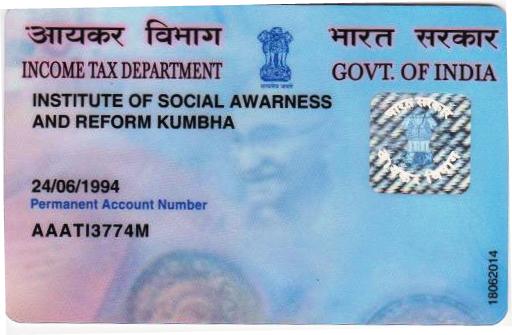 आयकर विभाग
भारत सरकार
INCOME TAX DEPARTMENT
GOVT. OF INDIA
INSTITUTE OF SOCIAL AWARNESS
AND REFORM KUMBHA
24/06/1994
Permanent Account Number
AAATI3774M
18062014